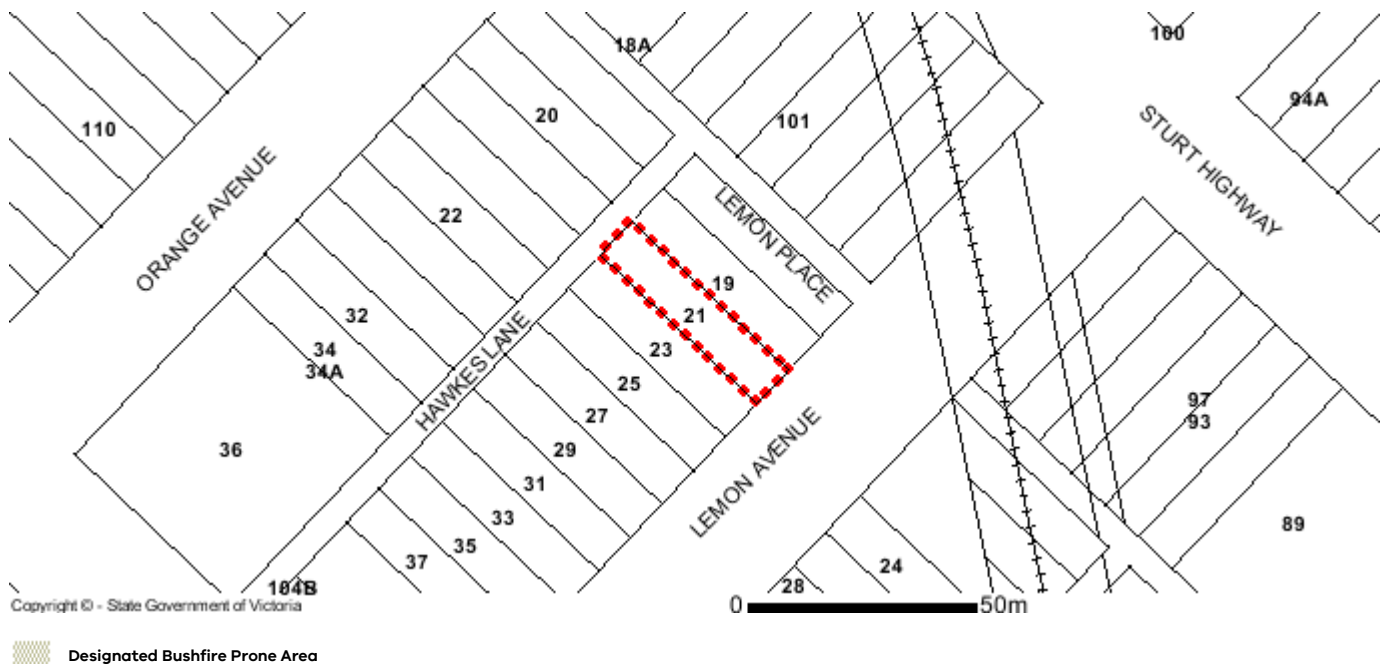 100
18A
94A
20
101
110
STURT HIGHWAY
ORANGE AVENUE
LEMON PLACE
22
19
32
21
34
34A
23
HAWKES LANE
25
97
27
93
LEMON AVENUE
36
29
31
33
89
35
37
24
28
Copyright © - State Government of Victoria
0 50m
Designated Bushfire Prone Area